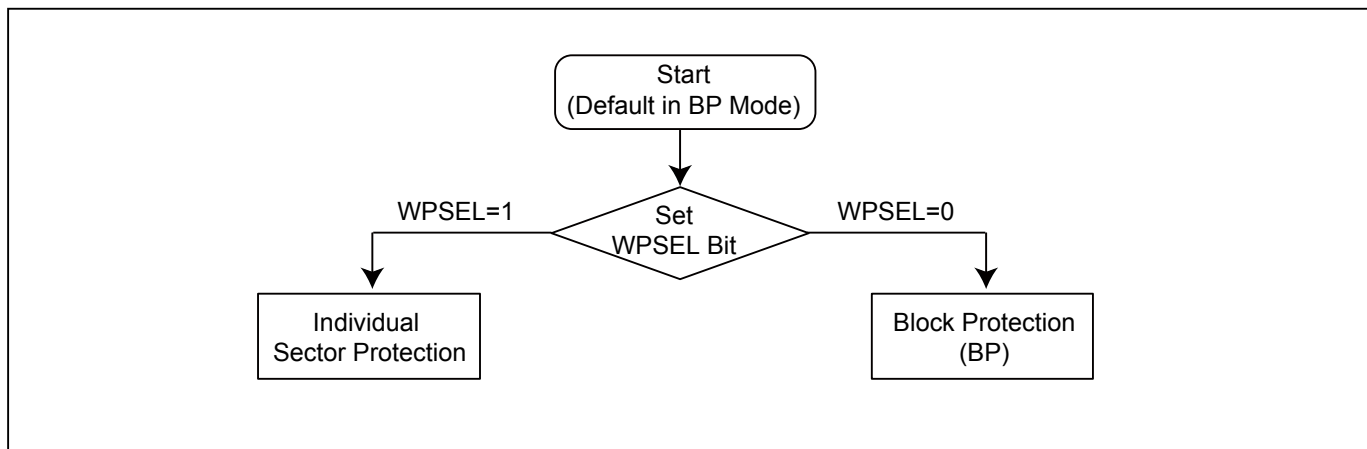 Start
(Default in BP Mode)
WPSEL=1
Set
WPSEL Bit
WPSEL=0
Individual
Sector Protection
Block Protection
(BP)